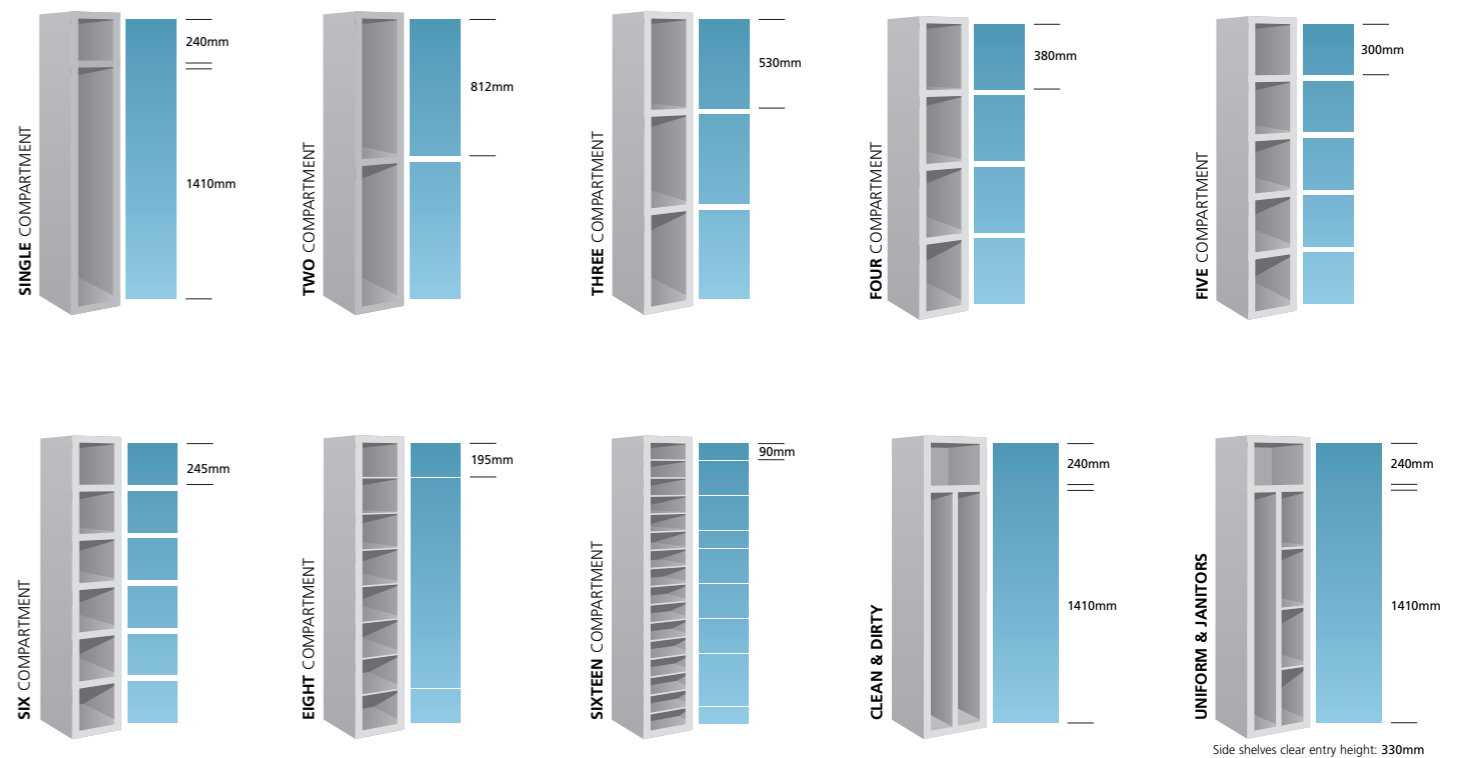 SINGLE COMPARTMENT
240mm
1410mm
TWO COMPARTMENT
812mm
THREE COMPARTMENT
530mm
FOUR COMPARTMENT
380mm
FIVE COMPARTMENT
300mm
SIX COMPARTMENT
245mm
EIGHT COMPARTMENT
195mm
SIXTEEN COMPARTMENT
90mm
CLEAN & DIRTY
240mm
1410mm
UNIFORM & JANITORS
240mm
1410mm
Side shelves clear entry height: 330mm